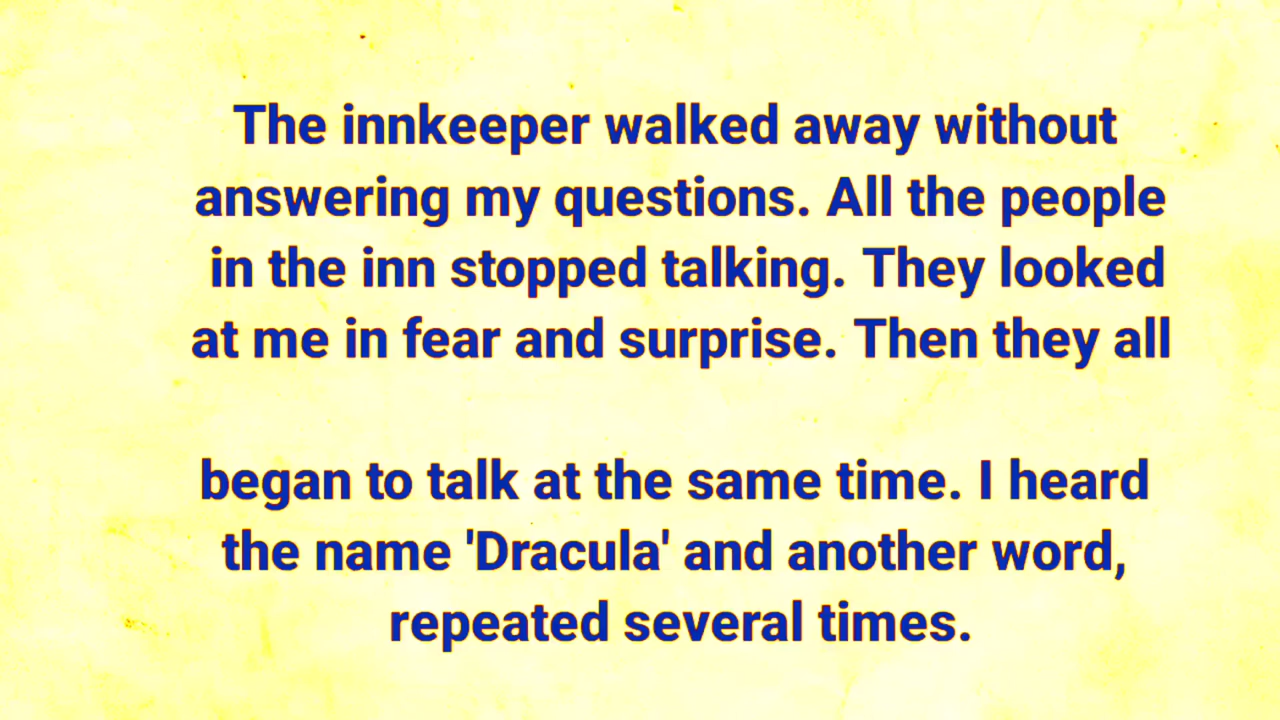 The innkeeper walked away without
answering my questions. All the people
in the inn stopped talking. They looked
at me in fear and surprise. Then they all
began to talk at the same time. I heard
the name 'Dracula' and another word,
repeated several times.